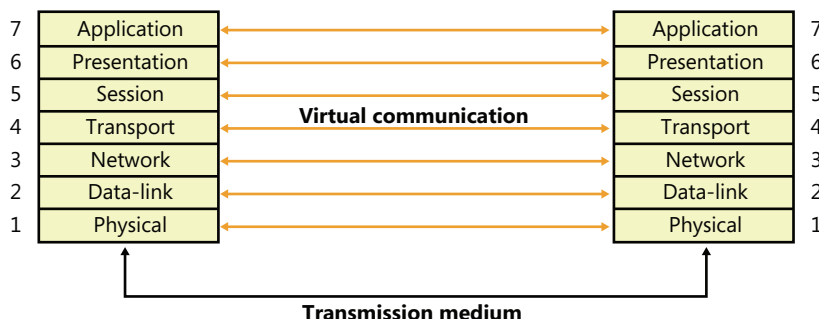 7 Application Application 7
6 Presentation Presentation 6
5 Session Session 5
Virtual communication
4 Transport Transport 4
3 Network Network 3
2 Data-link Data-link 2
1 Physical Physical 1
Transmission medium